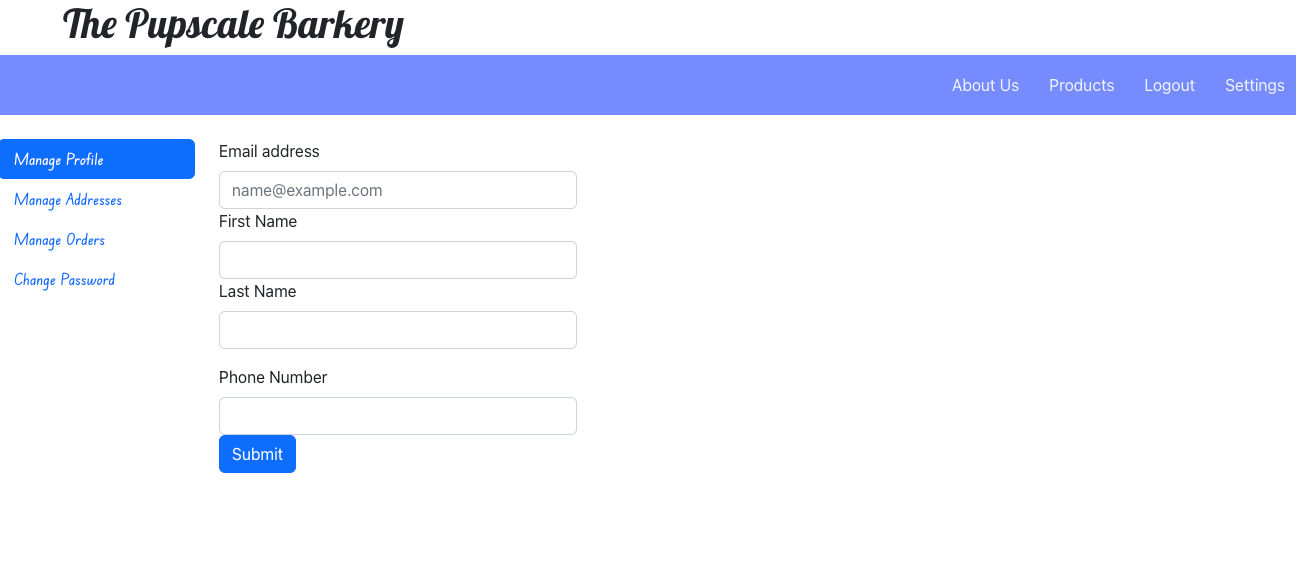 The Pupscale Barkery
About Us Products Logout Settings
Manage Profile
Manage Addresses
Manage Orders
Change Password
Email address
name@example.com
First Name
Last Name
Phone Number
Submit